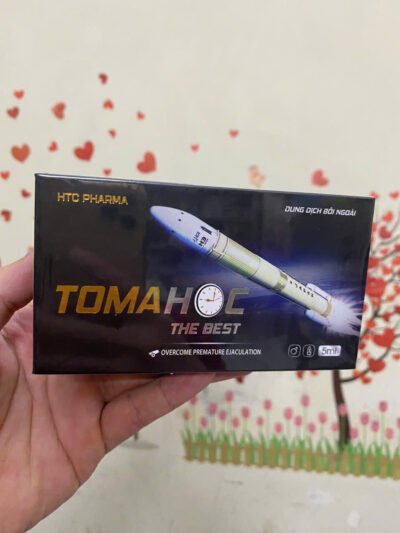 HTC PHARMA
DUNG DỊCH BÔI NGOÀI
TOMAHOC
THE BEST
OVERCOME PREMATURE EJACULATION
5ml